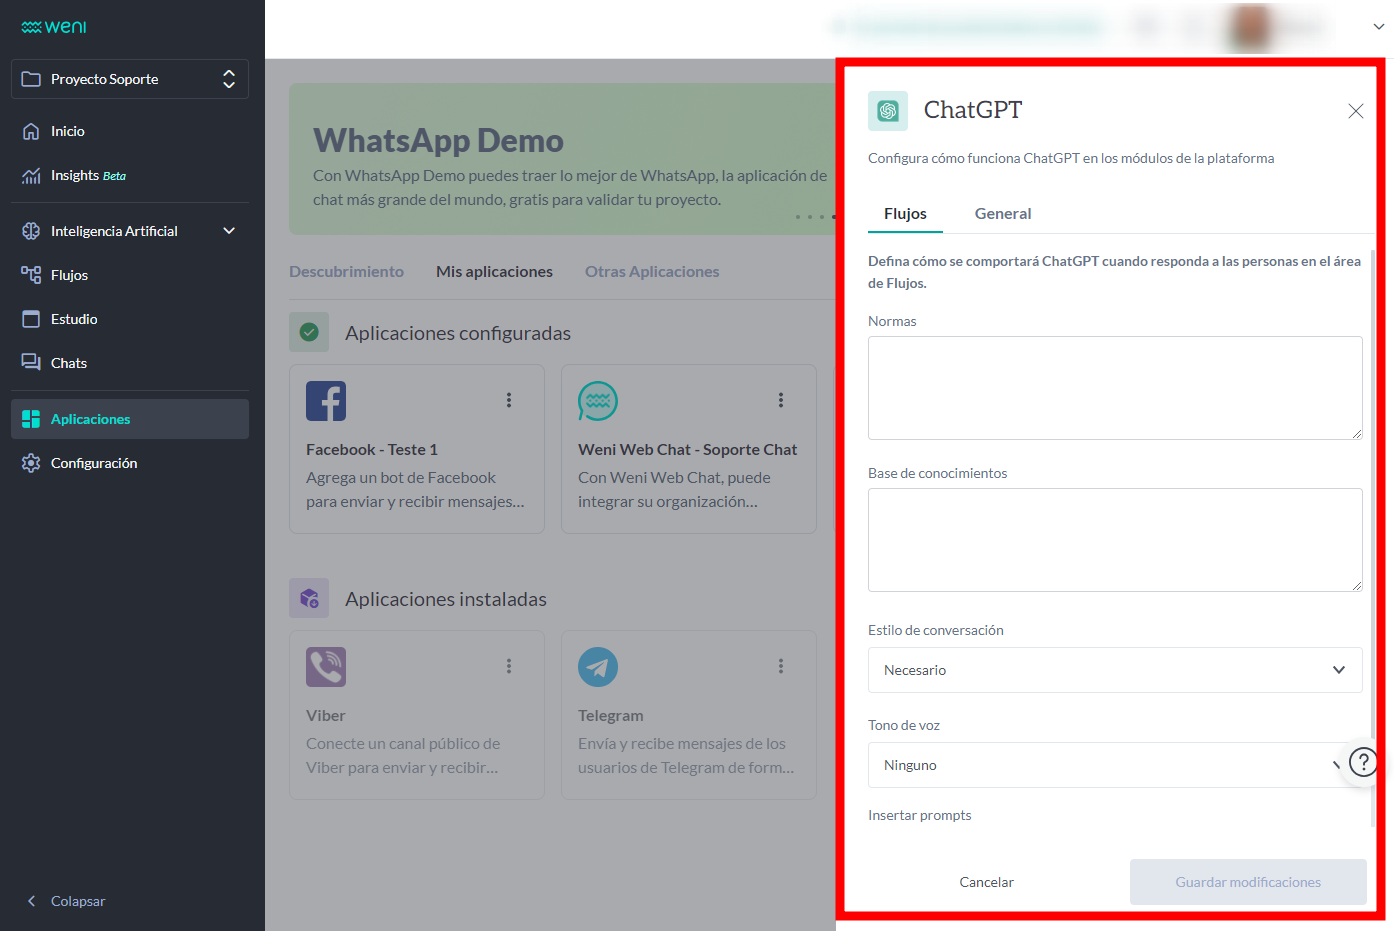 weni
Proyecto Soporte
Inicio
Insights Beta
Inteligencia Artificial
Flujos
Estudio
Chats
Aplicaciones
Configuración
Colapsar
WhatsApp Demo
Con WhatsApp Demo puedes traer lo mejor de WhatsApp, la aplicación de
chat más grande del mundo, gratis para validar tu proyecto.
Descubrimiento
Mis aplicaciones
Otras Aplicaciones
Aplicaciones configuradas
Facebook - Teste 1
Agrega un bot de Facebook
para enviar y recibir mensajes...
Weni Web Chat - Soporte Chat
Con Weni Web Chat, puede
integrar su organización...
Aplicaciones instaladas
Viber
Conecte un canal público de
Viber para enviar y recibir...
Telegram
Envía y recibe mensajes de los
usuarios de Telegram de form...
ChatGPT
Configura cómo funciona ChatGPT en los módulos de la plataforma
Flujos
General
Defina cómo se comportará ChatGPT cuando responda a las personas en el área
de Flujos.
Normas
Base de conocimientos
Estilo de conversación
Necesario
Tono de voz
Ninguno
?
Insertar prompts
Cancelar
Guardar modificaciones